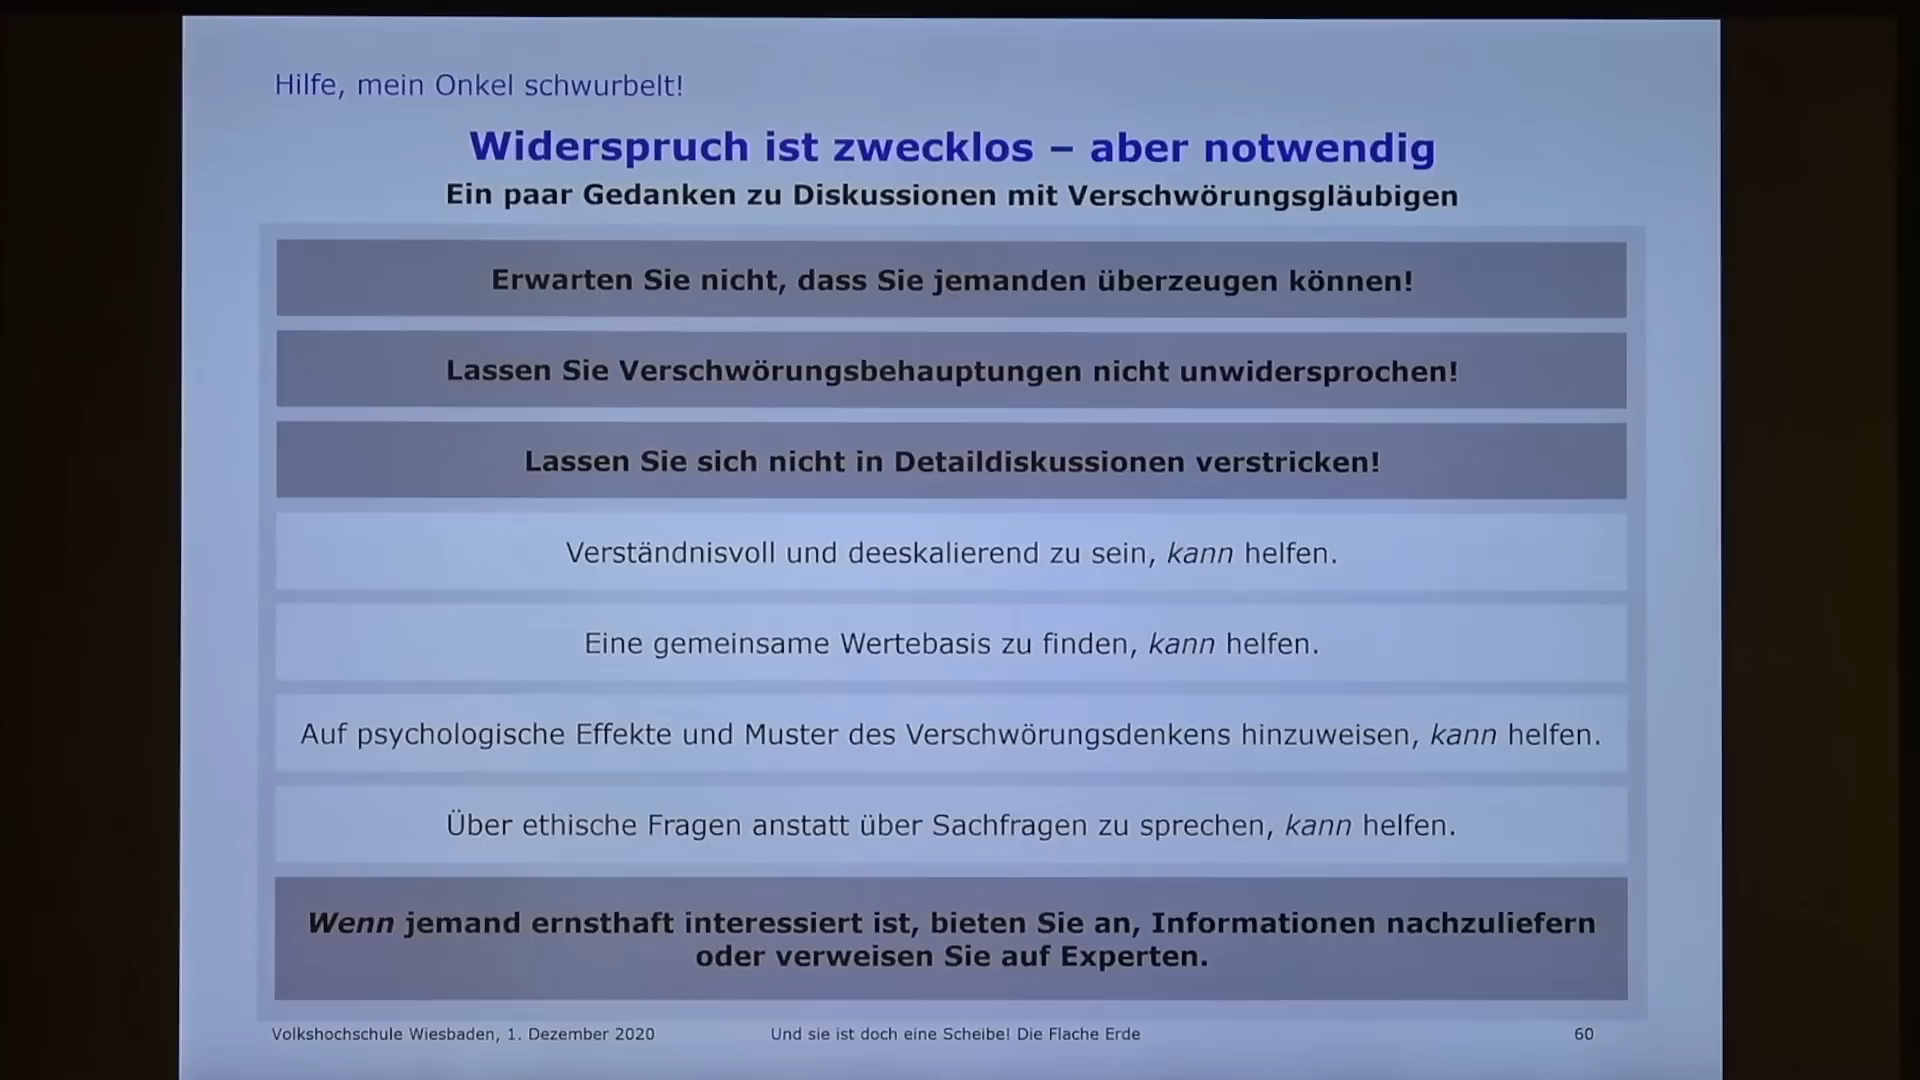 Hilfe, mein Onkel schwurbelt!
Widerspruch ist zwecklos – aber notwendig
Ein paar Gedanken zu Diskussionen mit Verschwörungsgläubigen
Erwarten Sie nicht, dass Sie jemanden überzeugen können!
Lassen Sie Verschwörungsbehauptungen nicht unwidersprochen!
Lassen Sie sich nicht in Detaildiskussionen verstricken!
Verständnisvoll und deeskalierend zu sein, kann helfen.
Eine gemeinsame Wertebasis zu finden, kann helfen.
Auf psychologische Effekte und Muster des Verschwörungsdenkens hinzuweisen, kann helfen.
Über ethische Fragen anstatt über Sachfragen zu sprechen, kann helfen.
Wenn jemand ernsthaft interessiert ist, bieten Sie an, Informationen nachzuliefern
oder verweisen Sie auf Experten.
Volkshochschule Wiesbaden, 1. Dezember 2020 Und sie ist doch eine Scheibe! Die Flache Erde 60